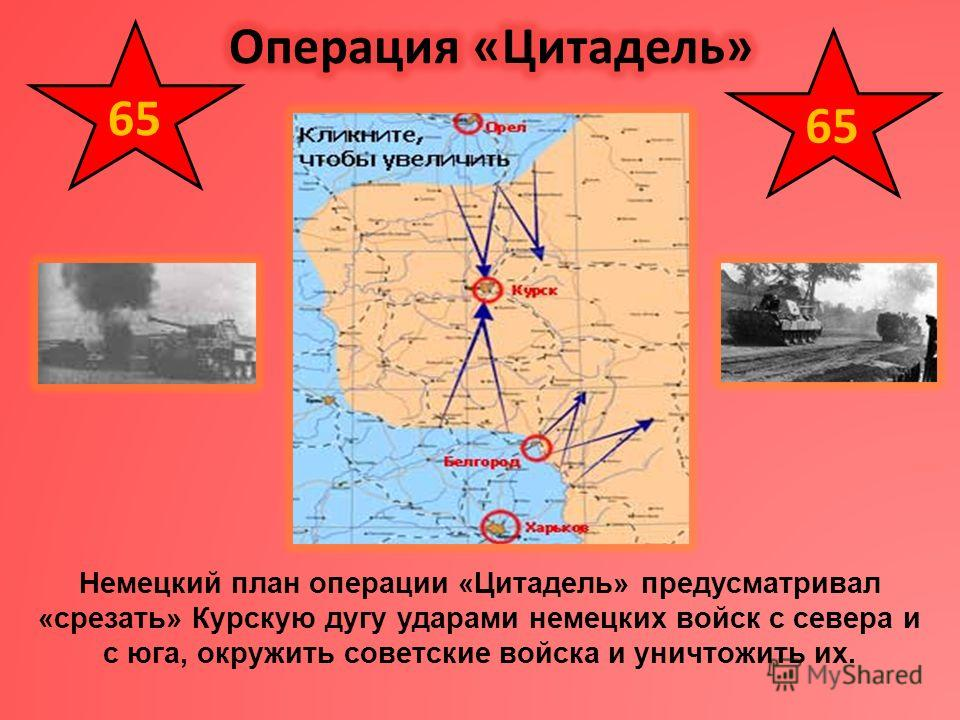 Операция «Цитадель»
65
65
Кликните,
чтобы увеличить
Орел
Курск
Белгород
Харьков
Немецкий план операции «Цитадель» предусматривал
«срезать» Курскую дугу ударами немецких войск с севера и
с юга, окружить советские войска и уничтожить их.
MyShared